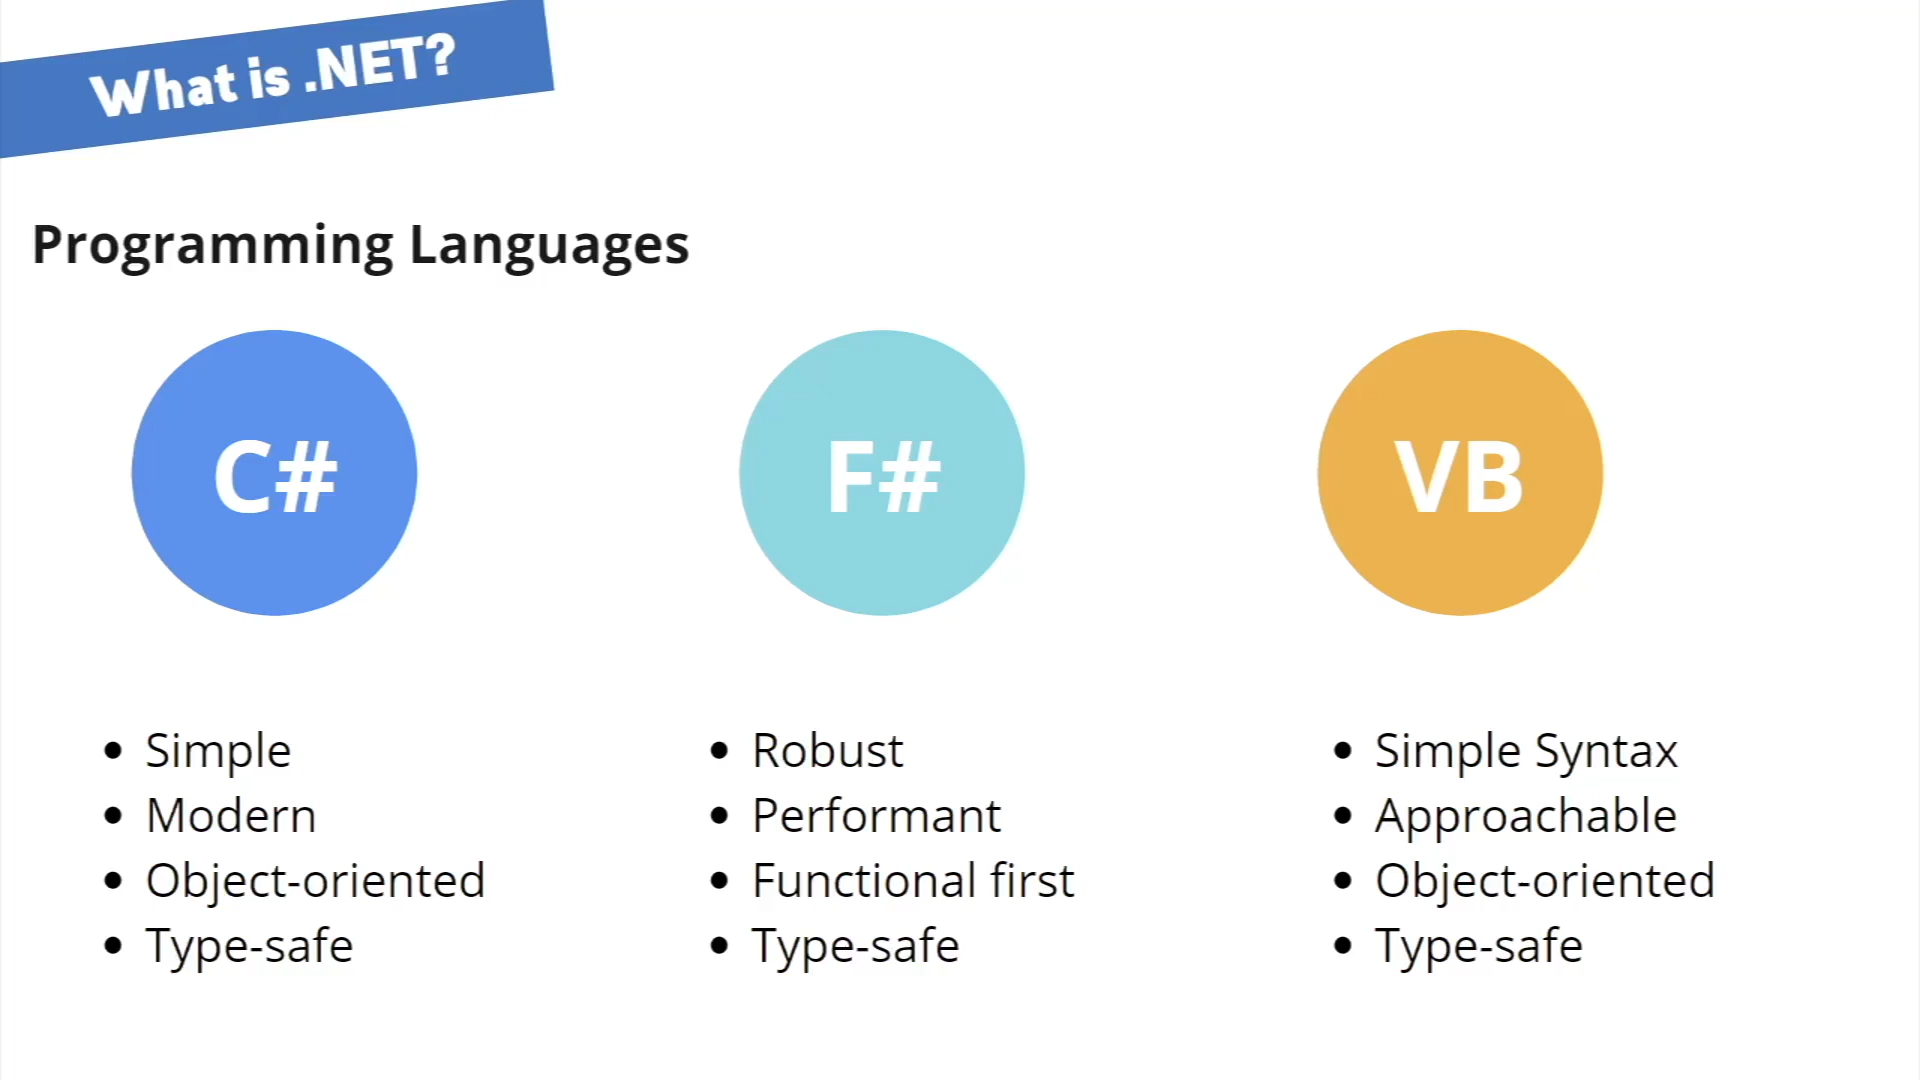 What is .NET?
Programming Languages
C#
F#
VB
• Simple
• Modern
• Object-oriented
• Type-safe
• Robust
• Performant
• Functional first
• Type-safe
• Simple Syntax
• Approachable
• Object-oriented
• Type-safe